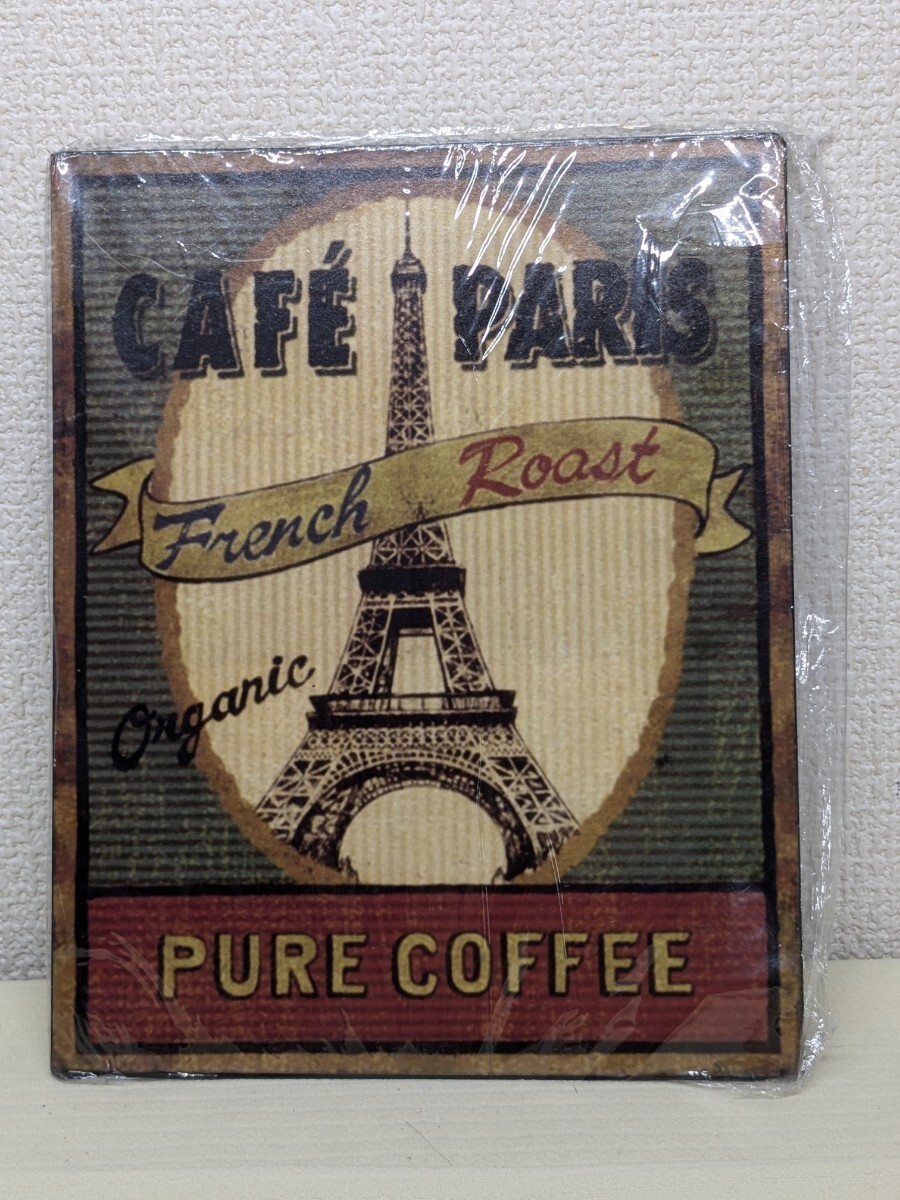 CAFÉ PARIS
French Roast
Organic
PURE COFFEE